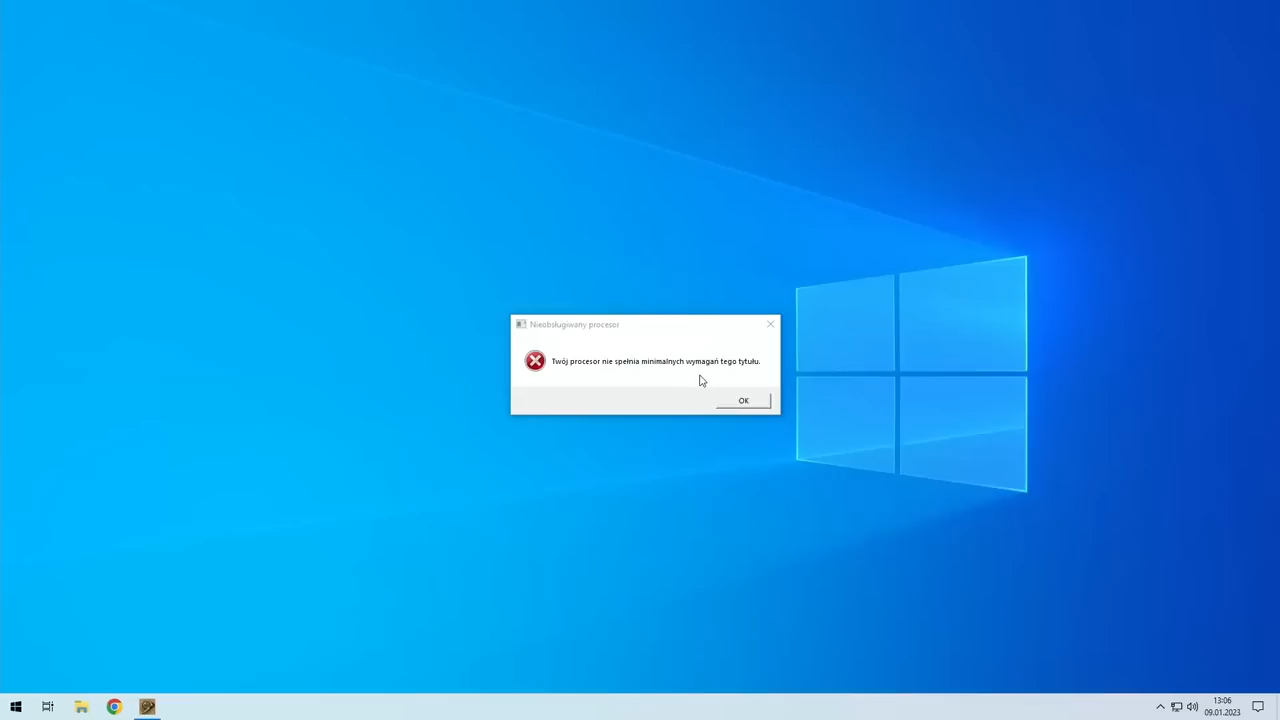 Nieobsługiwany procesor
Twój procesor nie spełnia minimalnych wymagań tego tytułu.
OK
13:06
09.01.2023